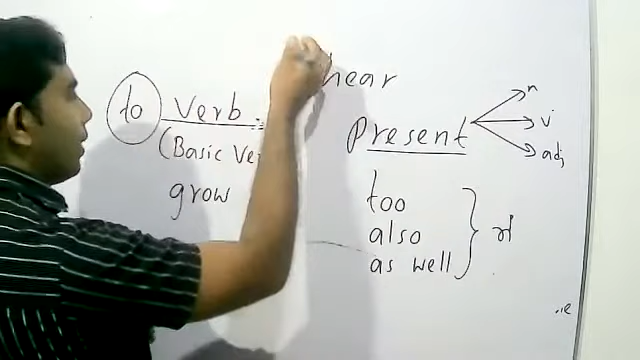 hear
to Verb
(Basic Ve
grow
Present
n
v
adj
too
also
as well